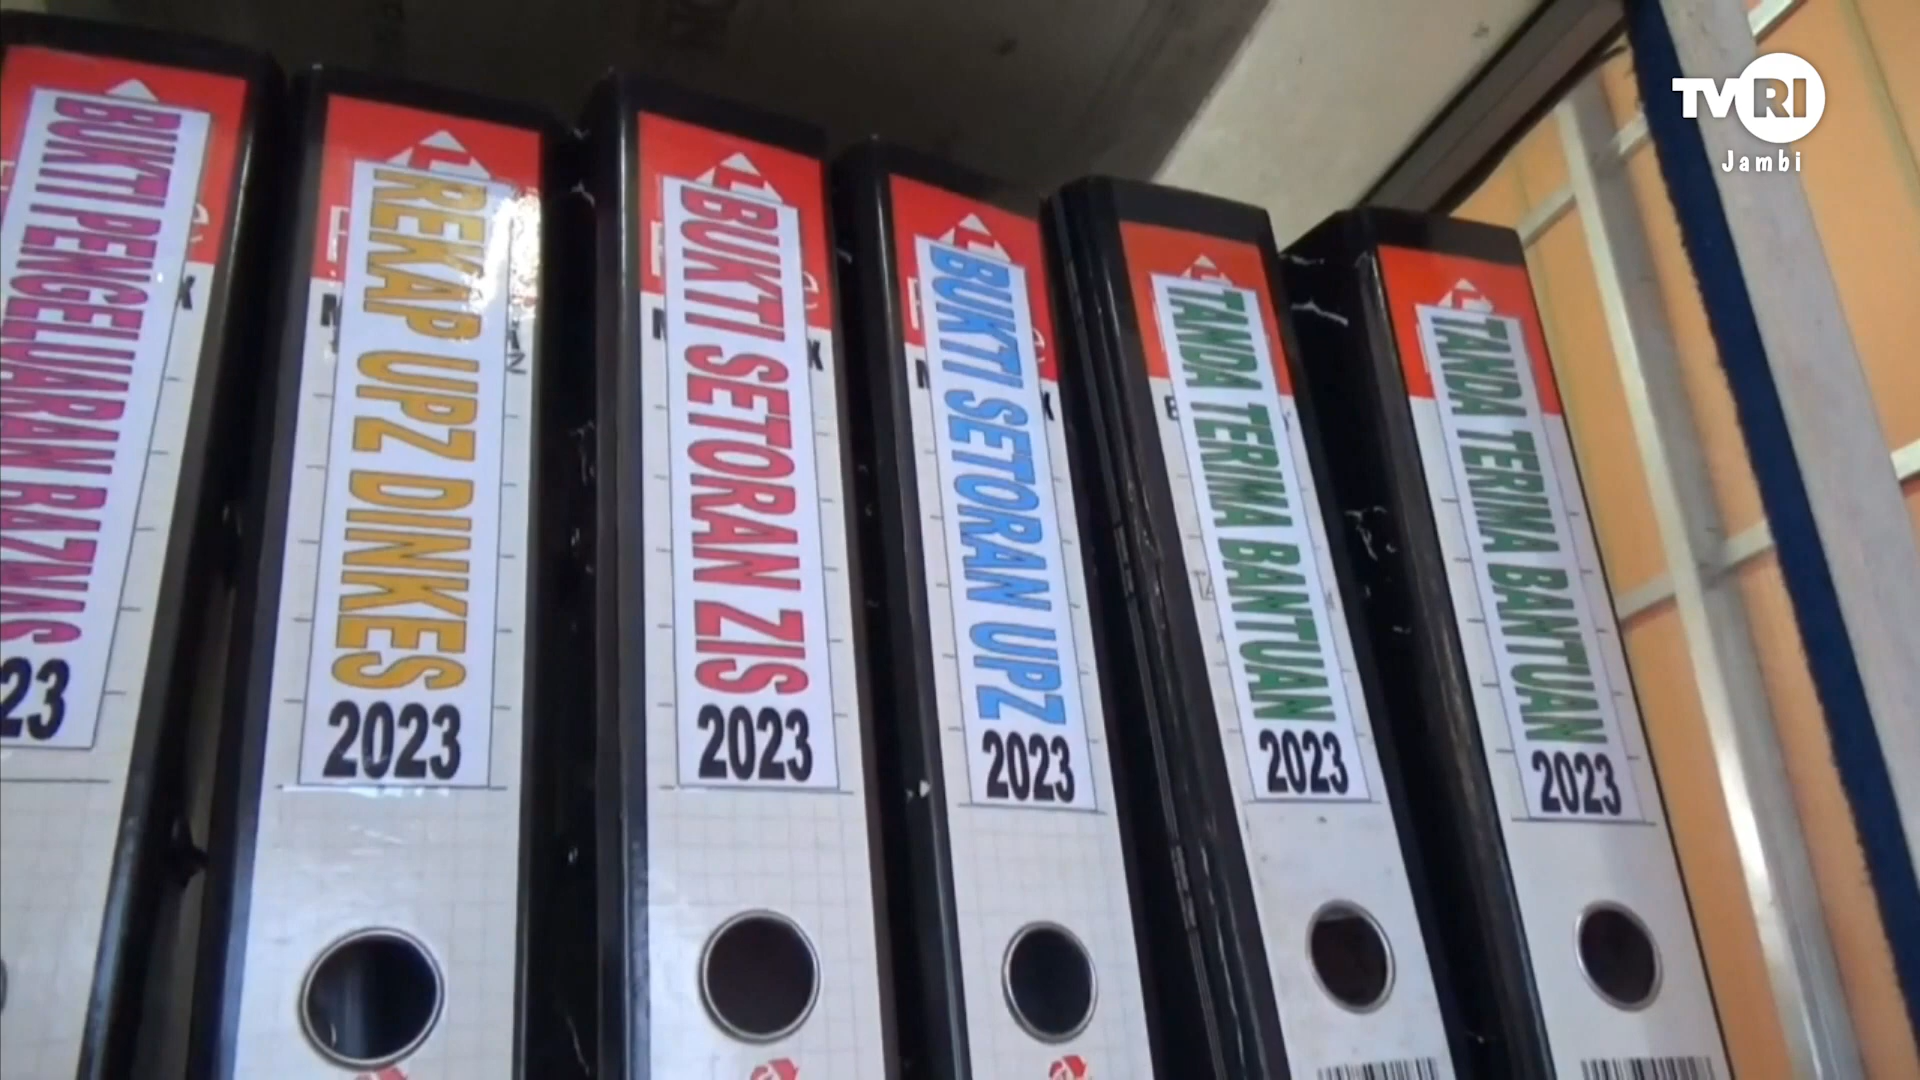 BUKTI PENGELUARAN BAZNAS
23
REKAP UPZ DINKES
2023
BUKTI SETORAN ZIS
2023
BUKTI SETORAN UPZ
2023
TANDA TERIMA BANTUAN
2023
TANDA TERIMA BANTUAN
2023
TVRI
Jambi